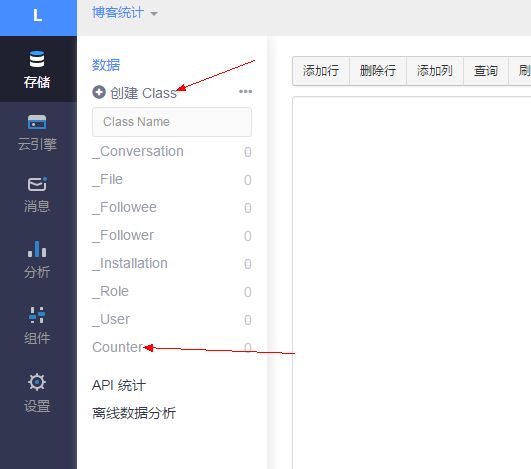 L
博客统计
存储
云引擎
消息
分析
组件
设置
数据
创建 Class
Class Name
_Conversation 0
_File 0
_Followee 0
_Follower 0
_Installation 0
_Role 0
_User 0
Counter 0
API 统计
离线数据分析
添加行 删除行 添加列 查询 刷